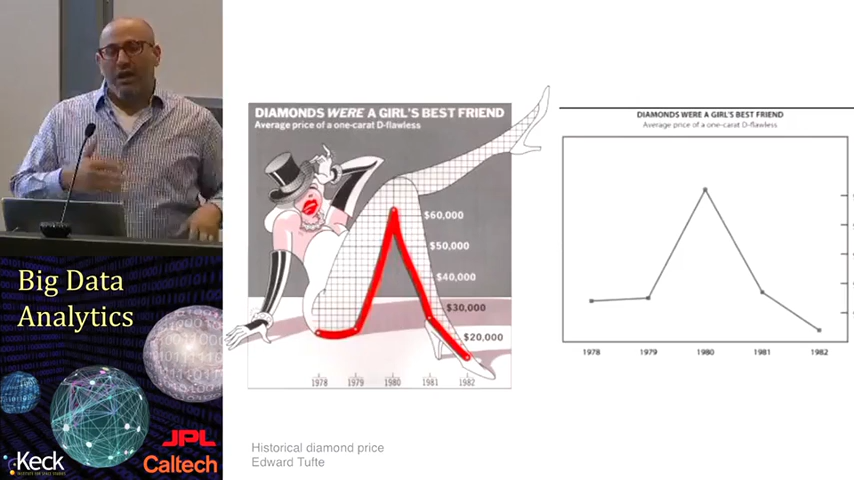 DIAMONDS WERE A GIRL'S BEST FRIEND
Average price of a one-carat D-flawless
$60,000
$50,000
$40,000
$30,000
$20,000
1978 1979 1980 1981 1982
DIAMONDS WERE A GIRL'S BEST FRIEND
Average price of a one-carat D-flawless
1978 1979 1980 1981 1982
Big Data
Analytics
JPL
Keck
Caltech
Historical diamond price
Edward Tufte